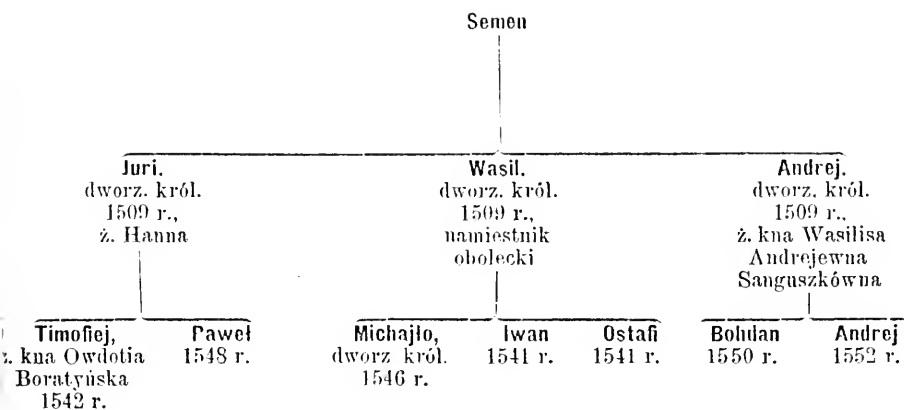 Semen
Juri.
dworz. król.
1509 r.,
ż. Hanna
Wasil.
dworz. król.
1509 r.,
namiestnik
obolecki
Andrej.
dworz. król.
1509 r.,
ż. kna Wasilisa
Andrejewna
Sanguszkówna
Timofiej,
ż. kna Owdotia
Boratyńska
1542 r.
Paweł
1548 r.
Michajło,
dworz król.
1546 r.
Iwan
1541 r.
Ostafi
1541 r.
Bohdan
1550 r.
Andrej
1552 r.